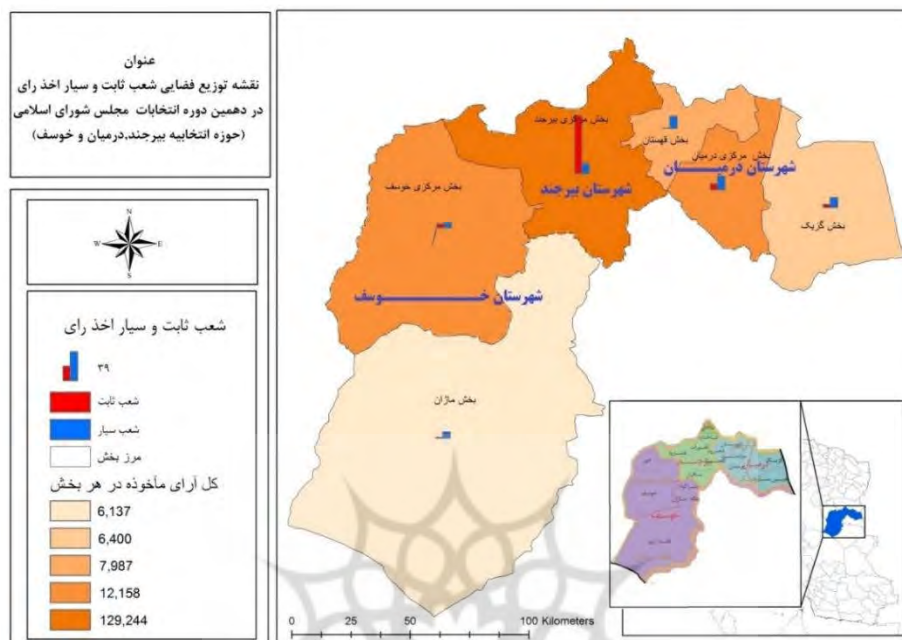 عنوان
نقشه توزیع فضایی شعب ثابت و سیار اخذ رای
در دهمین دوره انتخابات مجلس شورای اسلامی
(حوزه انتخابیه بیرجند,درمیان و خوسف)
N
W E
S
شعب ثابت و سیار اخذ رای
۳۹
شعب ثابت
شعب سیار
مرز بخش
کل آرای مأخوذه در هر بخش
6,137
6,400
7,987
12,158
129,244
بخش مرکزی بیرجند
بخش قهستان
بخش مرکزی درمیان
شهرستان درمیـــــان
شهرستان بیرجند
بخش مرکزی خوسف
بخش گزیک
شهرستان خـــــــــوسف
بخش ماژان
0 25 50 100 Kilometers